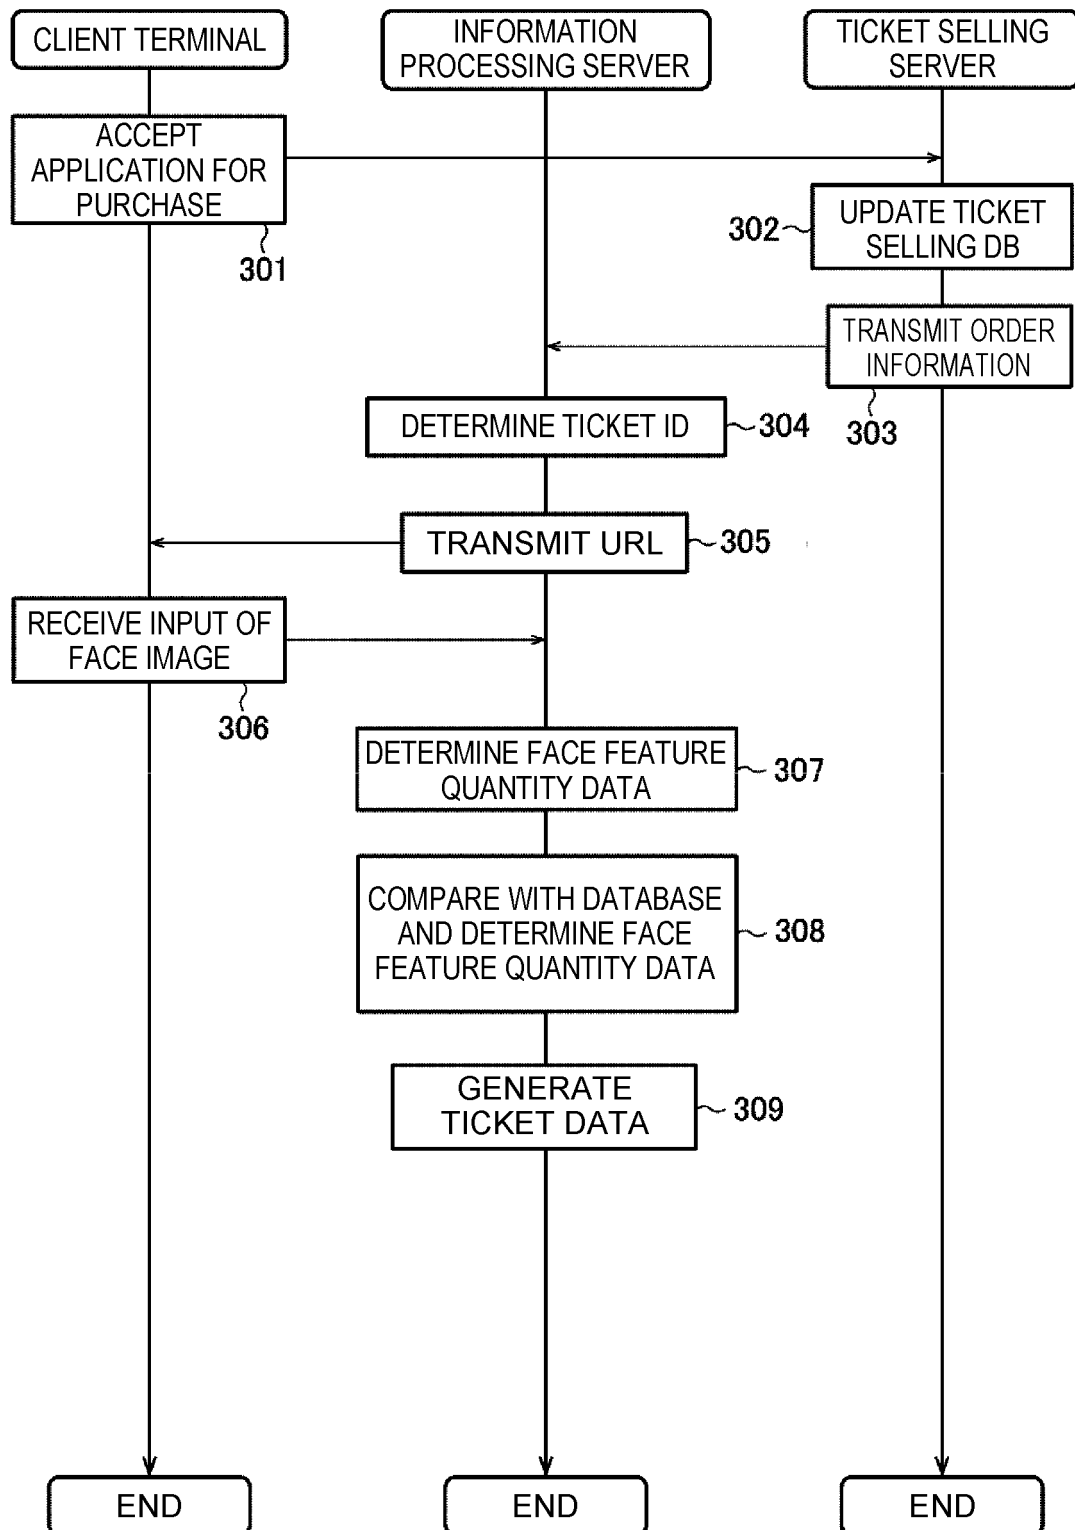 CLIENT TERMINAL
INFORMATION
PROCESSING SERVER
TICKET SELLING
SERVER
ACCEPT
APPLICATION FOR
PURCHASE
301
302
UPDATE TICKET
SELLING DB
TRANSMIT ORDER
INFORMATION
303
DETERMINE TICKET ID
304
TRANSMIT URL
305
RECEIVE INPUT OF
FACE IMAGE
306
DETERMINE FACE FEATURE
QUANTITY DATA
307
COMPARE WITH DATABASE
AND DETERMINE FACE
FEATURE QUANTITY DATA
308
GENERATE
TICKET DATA
309
END
END
END